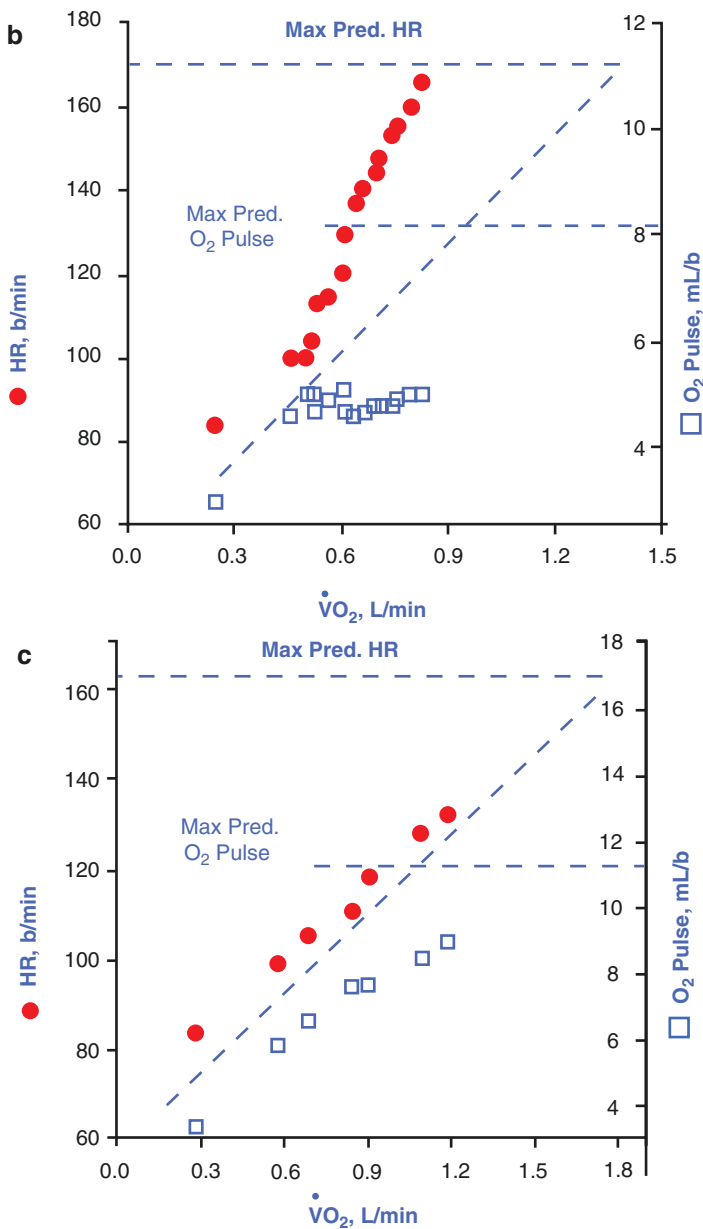 b
Max Pred. HR
180
160
140
120
100
80
60
HR, b/min
Max Pred.
O₂ Pulse
12
10
8
6
4
O₂ Pulse, mL/b
0.0 0.3 0.6 0.9 1.2 1.5
V̇O₂, L/min
c
Max Pred. HR
160
140
120
100
80
60
HR, b/min
Max Pred.
O₂ Pulse
18
16
14
12
10
8
6
4
O₂ Pulse, mL/b
0.0 0.3 0.6 0.9 1.2 1.5 1.8
V̇O₂, L/min